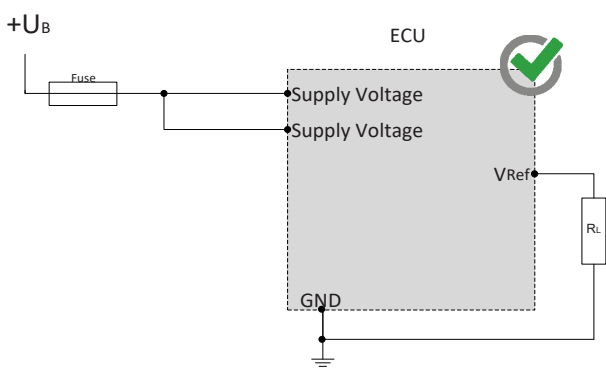 +UB
ECU
Fuse
Supply Voltage
Supply Voltage
VRef
RL
GND